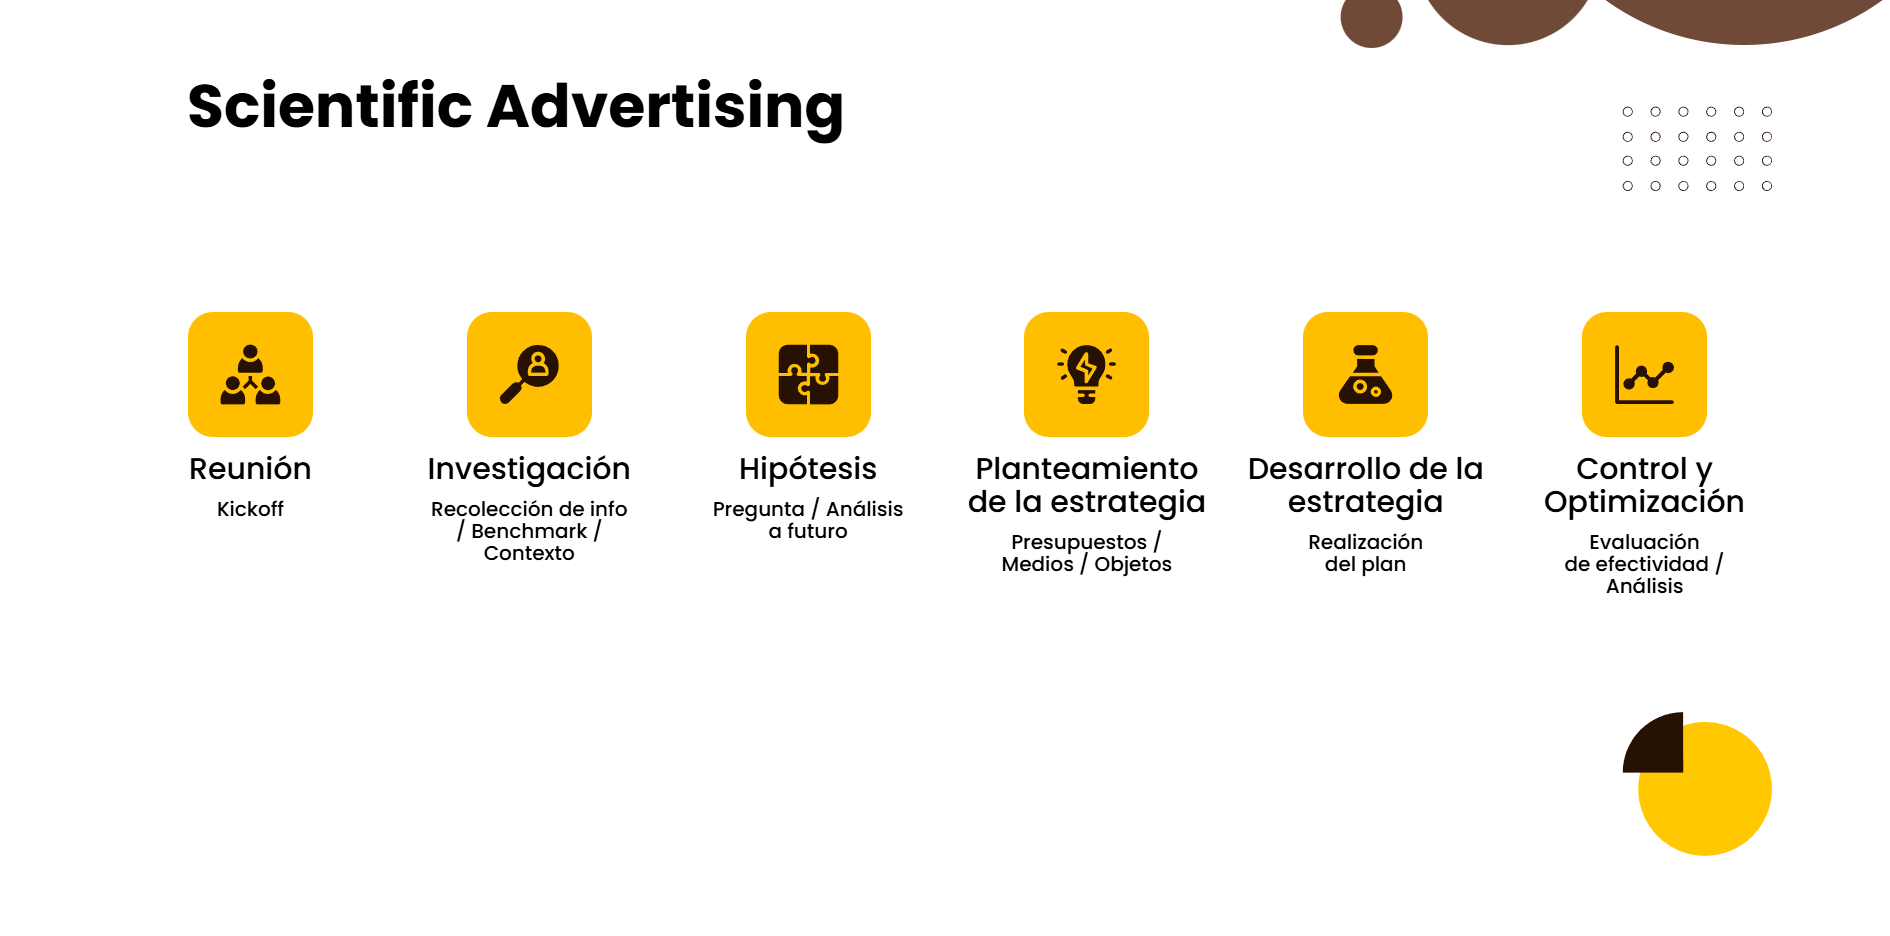 Scientific Advertising
Reunión
Kickoff
Investigación
Recolección de info
/ Benchmark /
Contexto
Hipótesis
Pregunta / Análisis
a futuro
Planteamiento
de la estrategia
Presupuestos /
Medios / Objetos
Desarrollo de la
estrategia
Realización
del plan
Control y
Optimización
Evaluación
de efectividad /
Análisis